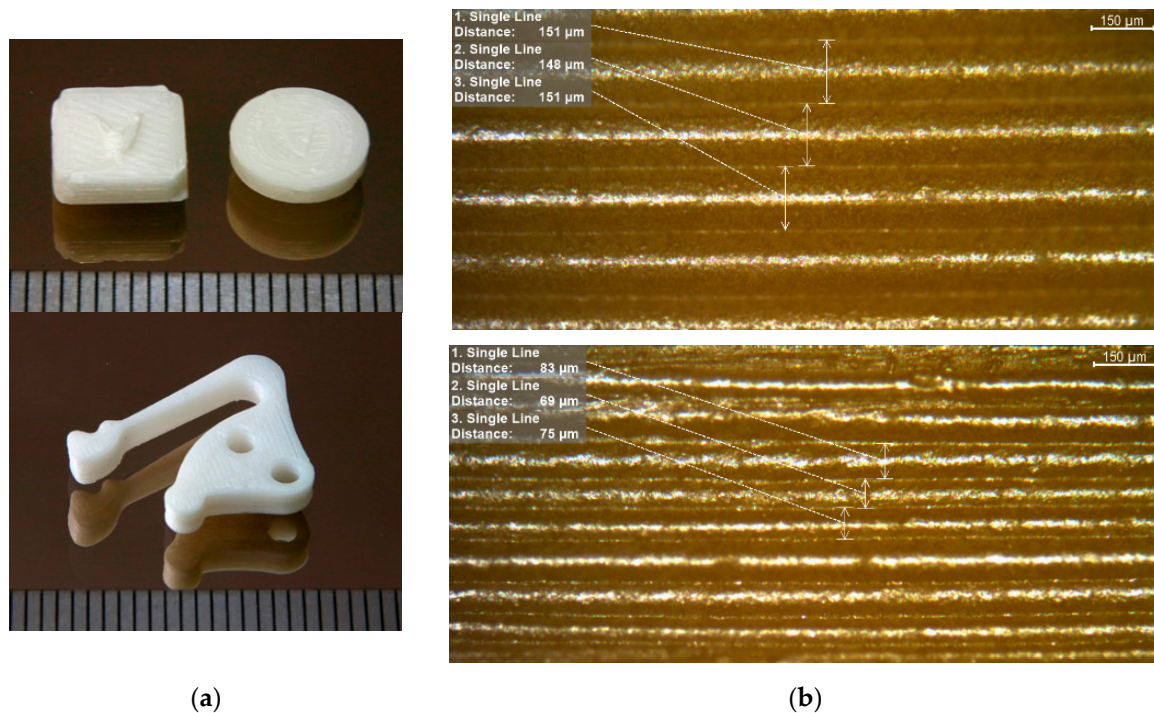 1. Single Line
Distance: 151 µm
2. Single Line
Distance: 148 µm
3. Single Line
Distance: 151 µm
150 µm
1. Single Line
Distance: 83 µm
2. Single Line
Distance: 69 µm
3. Single Line
Distance: 75 µm
150 µm
(a)
(b)